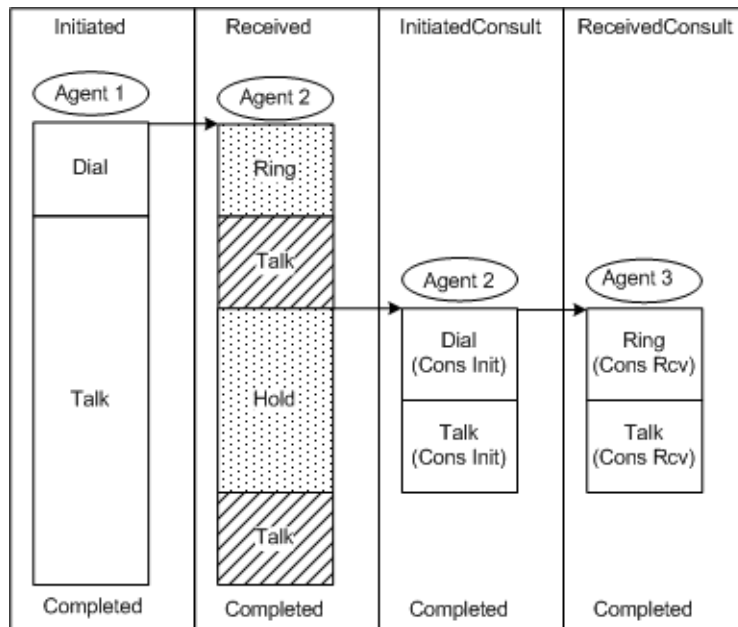 Initiated
Received
InitiatedConsult
ReceivedConsult
Agent 1
Agent 2
Dial
Ring
Talk
Agent 2
Agent 3
Dial
(Cons Init)
Ring
(Cons Rcv)
Talk
Hold
Talk
(Cons Init)
Talk
(Cons Rcv)
Talk
Completed
Completed
Completed
Completed